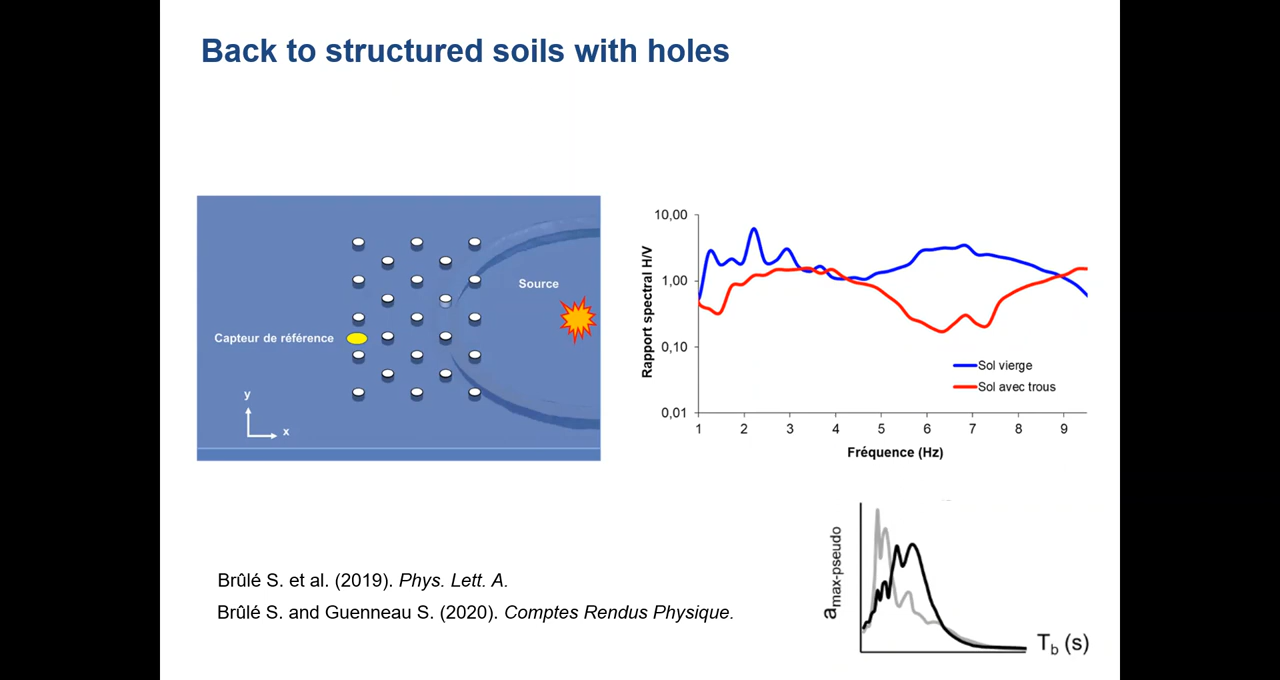 Back to structured soils with holes
Source
Capteur de référence
y
x
Rapport spectral H/V
10,00
1,00
0,10
0,01
1 2 3 4 5 6 7 8 9
Fréquence (Hz)
Sol vierge
Sol avec trous
Brûlé S. et al. (2019). Phys. Lett. A.
Brûlé S. and Guenneau S. (2020). Comptes Rendus Physique.
amax-pseudo
Tb (s)